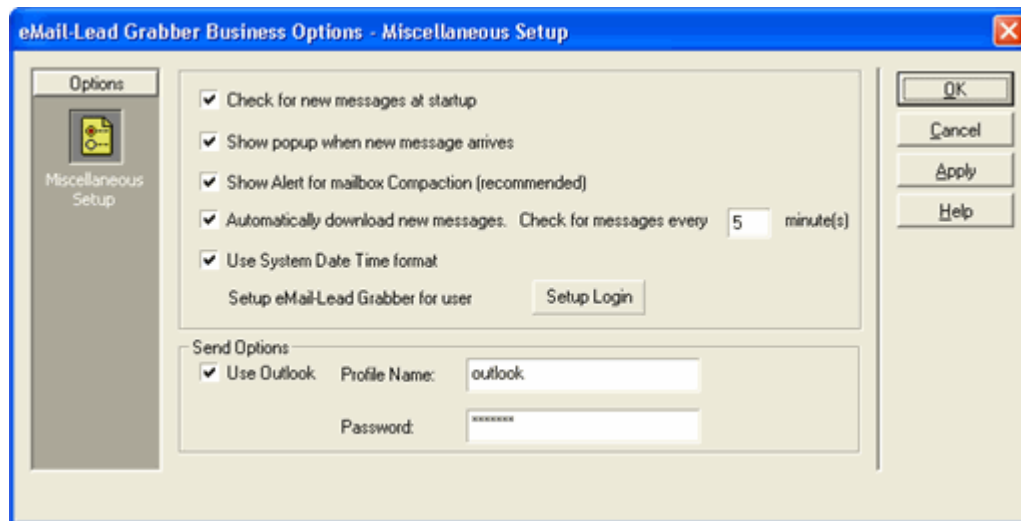 eMail-Lead Grabber Business Options - Miscellaneous Setup
Options
Miscellaneous
Setup
Check for new messages at startup
Show popup when new message arrives
Show Alert for mailbox Compaction (recommended)
Automatically download new messages. Check for messages every 5 minute(s)
Use System Date Time format
Setup eMail-Lead Grabber for user Setup Login
Send Options
Use Outlook Profile Name: outlook
Password: *******
OK
Cancel
Apply
Help